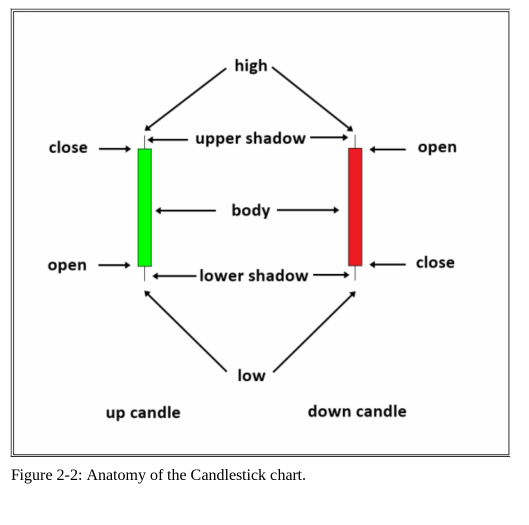 high
upper shadow
close
open
body
open
close
lower shadow
low
up candle
down candle
Figure 2-2: Anatomy of the Candlestick chart.